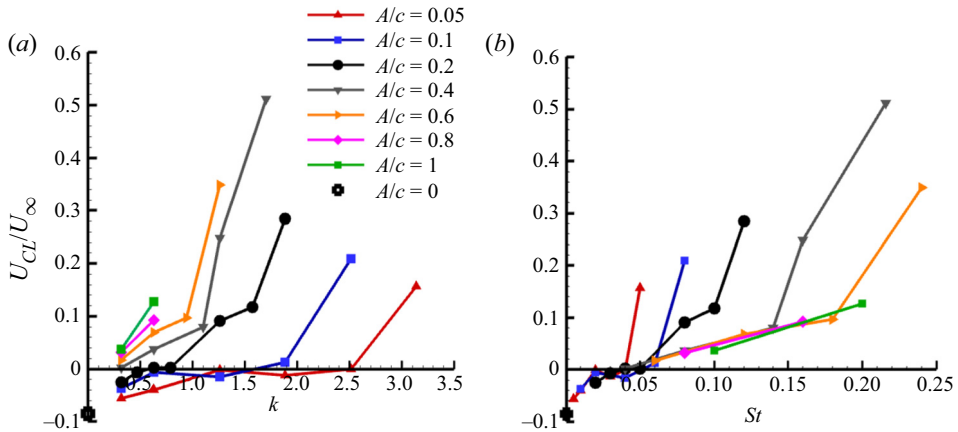 (a)
0.6
0.5
0.4
0.3
0.2
0.1
0
−0.1
U_CL/U_∞
0.5
1.0
1.5
2.0
2.5
3.0
3.5
k
A/c = 0.05
A/c = 0.1
A/c = 0.2
A/c = 0.4
A/c = 0.6
A/c = 0.8
A/c = 1
A/c = 0
(b)
0.6
0.5
0.4
0.3
0.2
0.1
0
−0.1
0.05
0.10
0.15
0.20
0.25
St